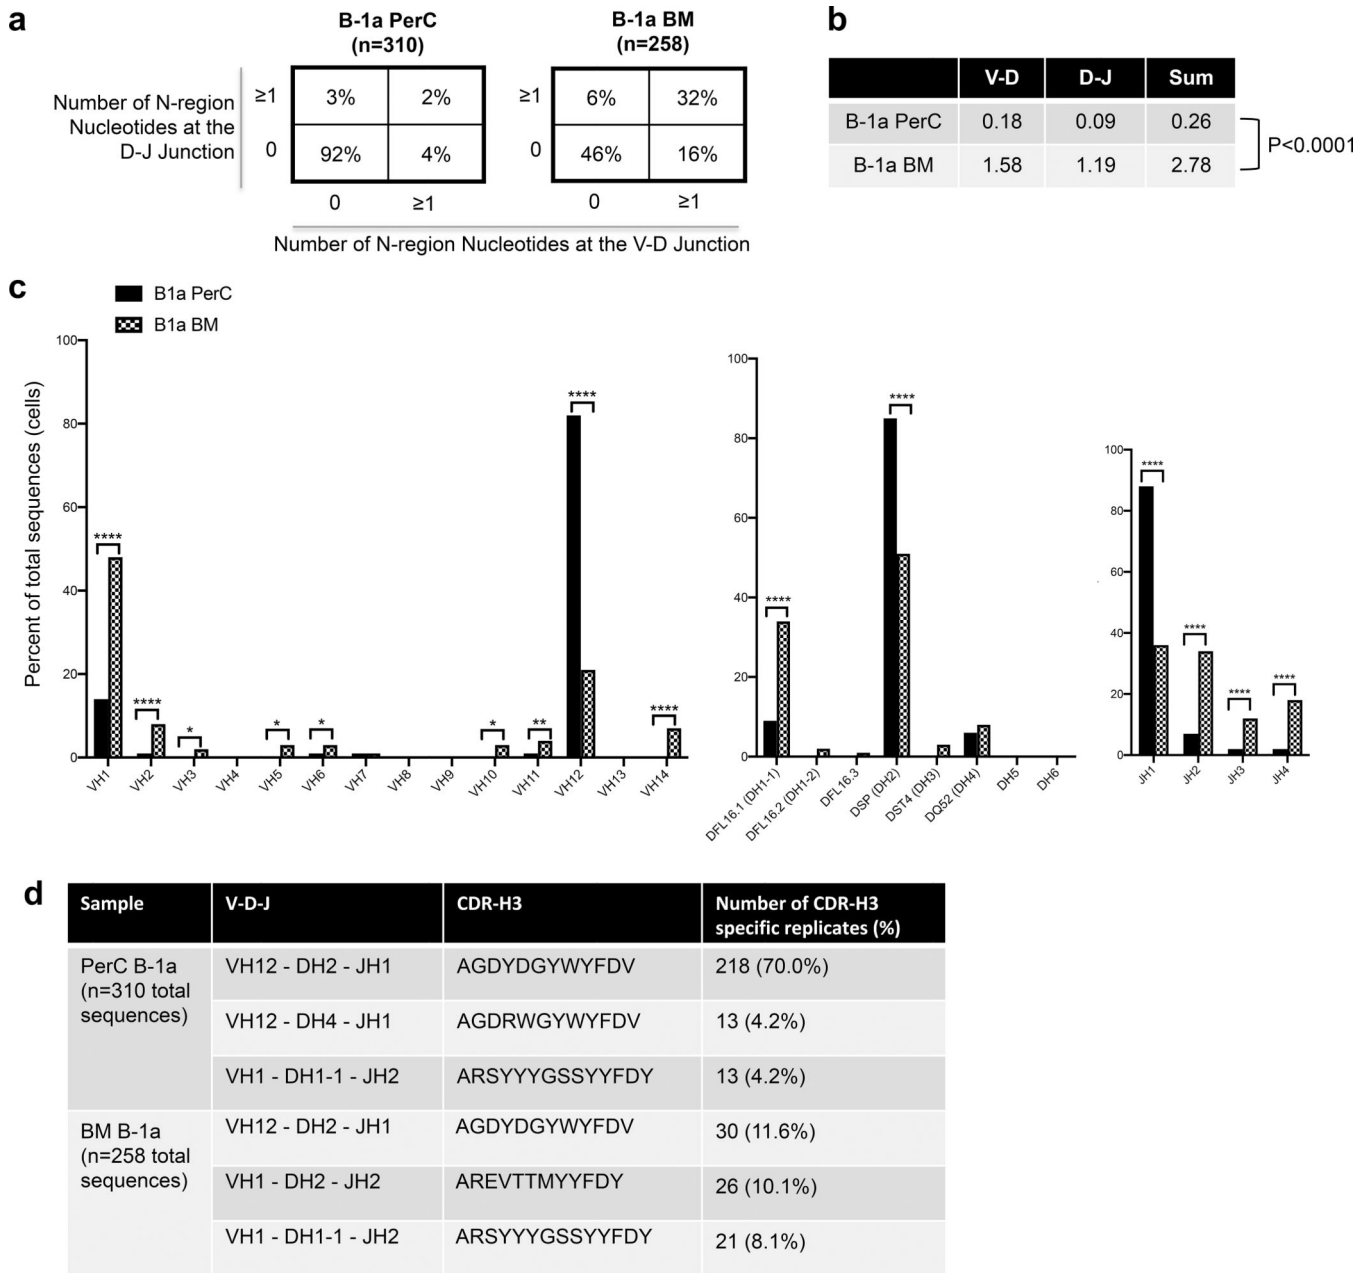 a
B-1a PerC
(n=310)
B-1a BM
(n=258)
Number of N-region
Nucleotides at the
D-J Junction
≥1
0
3%
2%
92%
4%
0
≥1
≥1
0
6%
32%
46%
16%
0
≥1
Number of N-region Nucleotides at the V-D Junction
b
V-D
D-J
Sum
B-1a PerC
0.18
0.09
0.26
B-1a BM
1.58
1.19
2.78
P<0.0001
c
B1a PerC
B1a BM
Percent of total sequences (cells)
100
80
60
40
20
0
****
****
*
*
*
*
**
****
****
VH1
VH2
VH3
VH4
VH5
VH6
VH7
VH8
VH9
VH10
VH11
VH12
VH13
VH14
100
80
60
40
20
0
****
****
DFL16.1 (DH1-1)
DFL16.2 (DH1-2)
DFL16.3
DSP (DH2)
DST4 (DH3)
DQ52 (DH4)
DH5
DH6
100
80
60
40
20
0
****
****
****
****
JH1
JH2
JH3
JH4
d
Sample
V-D-J
CDR-H3
Number of CDR-H3
specific replicates (%)
PerC B-1a
(n=310 total
sequences)
VH12 - DH2 - JH1
AGDYDGYWYFDV
218 (70.0%)
VH12 - DH4 - JH1
AGDRWGYWYFDV
13 (4.2%)
VH1 - DH1-1 - JH2
ARSYYYGSSYYFDY
13 (4.2%)
BM B-1a
(n=258 total
sequences)
VH12 - DH2 - JH1
AGDYDGYWYFDV
30 (11.6%)
VH1 - DH2 - JH2
AREVTTMYYFDY
26 (10.1%)
VH1 - DH1-1 - JH2
ARSYYYGSSYYFDY
21 (8.1%)